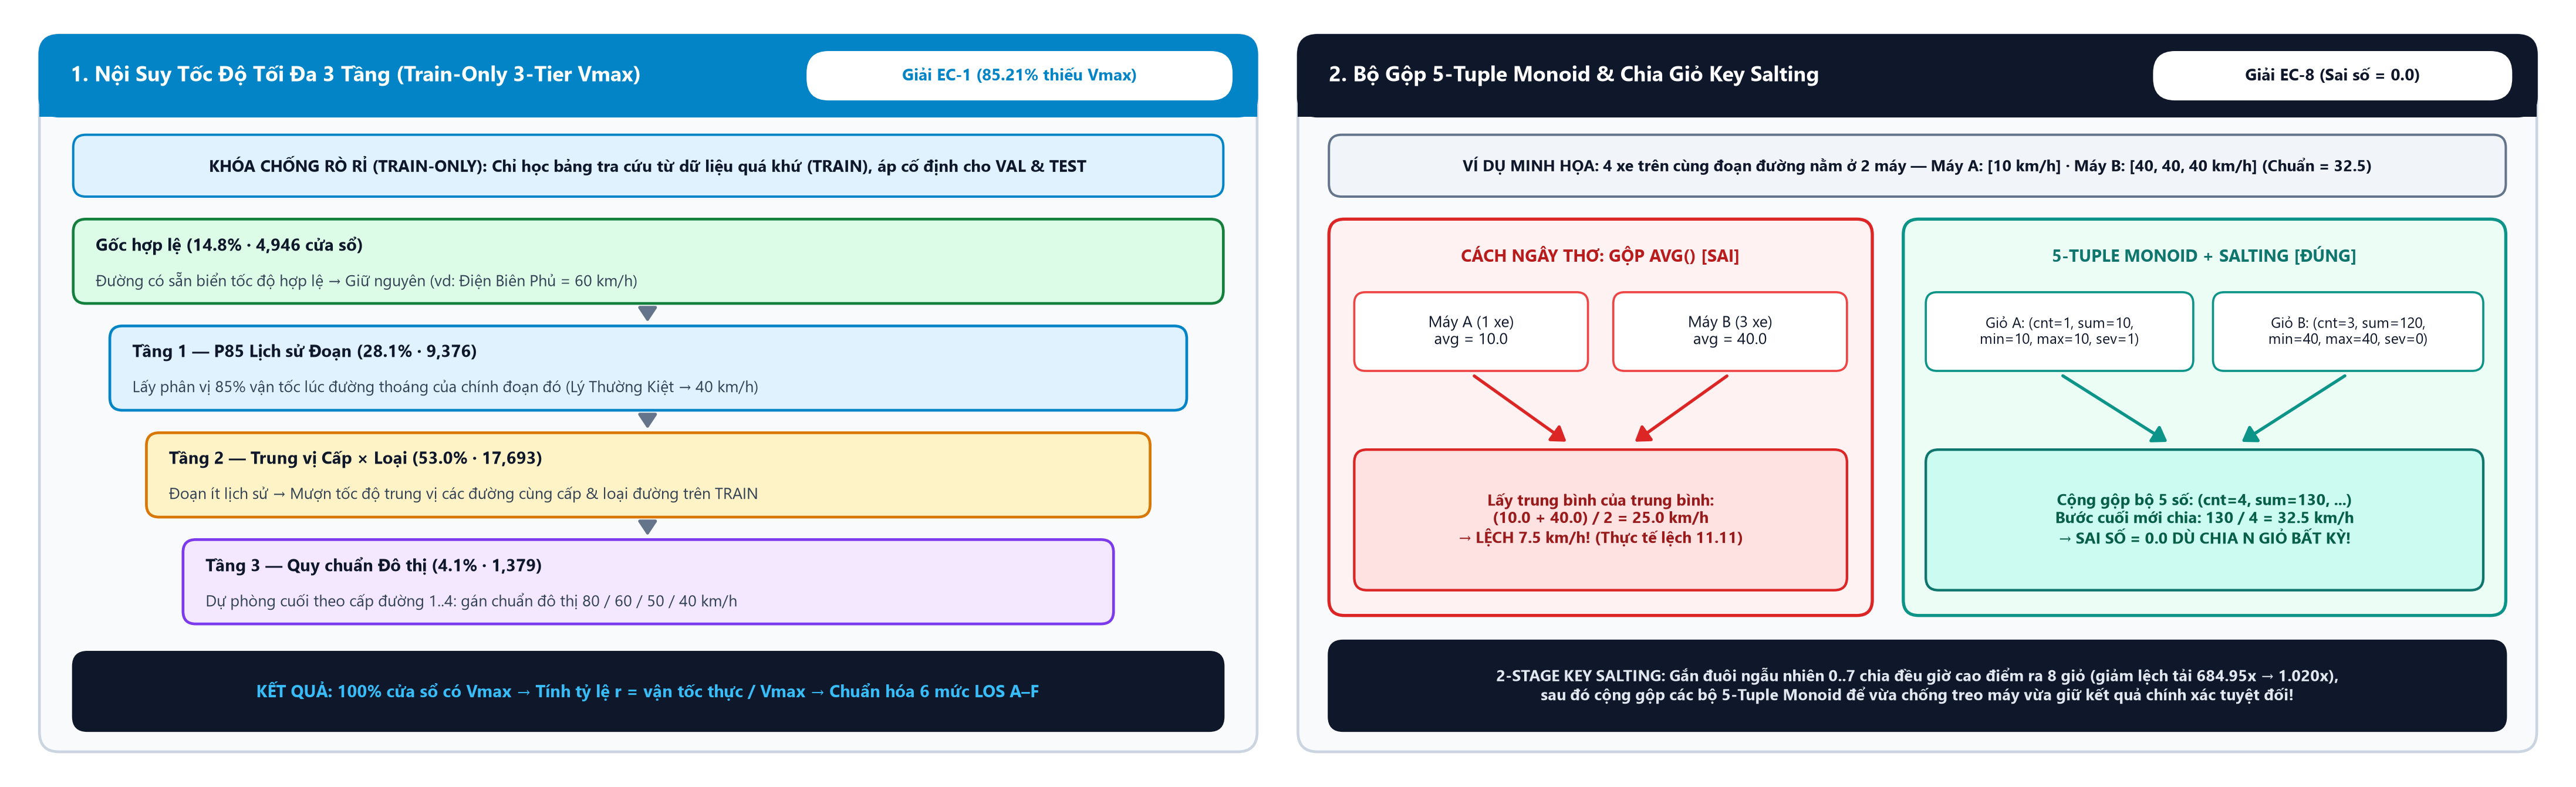 1. Nội Suy Tốc Độ Tối Đa 3 Tầng (Train-Only 3-Tier Vmax)
Giải EC-1 (85.21% thiếu Vmax)
KHÓA CHỐNG RÒ RỈ (TRAIN-ONLY): Chỉ học bảng tra cứu từ dữ liệu quá khứ (TRAIN), áp cố định cho VAL & TEST
Gốc hợp lệ (14.8% · 4,946 cửa sổ)
Đường có sẵn biển tốc độ hợp lệ → Giữ nguyên (vd: Điện Biên Phủ = 60 km/h)
Tầng 1 — P85 Lịch sử Đoạn (28.1% · 9,376)
Lấy phân vị 85% vận tốc lúc đường thoáng của chính đoạn đó (Lý Thường Kiệt → 40 km/h)
Tầng 2 — Trung vị Cấp × Loại (53.0% · 17,693)
Đoạn ít lịch sử → Mượn tốc độ trung vị các đường cùng cấp & loại đường trên TRAIN
Tầng 3 — Quy chuẩn Đô thị (4.1% · 1,379)
Dự phòng cuối theo cấp đường 1..4: gán chuẩn đô thị 80 / 60 / 50 / 40 km/h
KẾT QUẢ: 100% cửa sổ có Vmax → Tính tỷ lệ r = vận tốc thực / Vmax → Chuẩn hóa 6 mức LOS A–F
2. Bộ Gộp 5-Tuple Monoid & Chia Giỏ Key Salting
Giải EC-8 (Sai số = 0.0)
VÍ DỤ MINH HỌA: 4 xe trên cùng đoạn đường nằm ở 2 máy — Máy A: [10 km/h] · Máy B: [40, 40, 40 km/h] (Chuẩn = 32.5)
CÁCH NGÂY THƠ: GỘP AVG() [SAI]
Máy A (1 xe)
avg = 10.0
Máy B (3 xe)
avg = 40.0
Lấy trung bình của trung bình:
(10.0 + 40.0) / 2 = 25.0 km/h
→ LỆCH 7.5 km/h! (Thực tế lệch 11.11)
5-TUPLE MONOID + SALTING [ĐÚNG]
Giỏ A: (cnt=1, sum=10,
min=10, max=10, sev=1)
Giỏ B: (cnt=3, sum=120,
min=40, max=40, sev=0)
Cộng gộp bộ 5 số: (cnt=4, sum=130, ...)
Bước cuối mới chia: 130 / 4 = 32.5 km/h
→ SAI SỐ = 0.0 DÙ CHIA N GIỎ BẤT KỲ!
2-STAGE KEY SALTING: Gắn đuôi ngẫu nhiên 0..7 chia đều giờ cao điểm ra 8 giỏ (giảm lệch tải 684.95x → 1.020x),
sau đó cộng gộp các bộ 5-Tuple Monoid để vừa chống treo máy vừa giữ kết quả chính xác tuyệt đối!